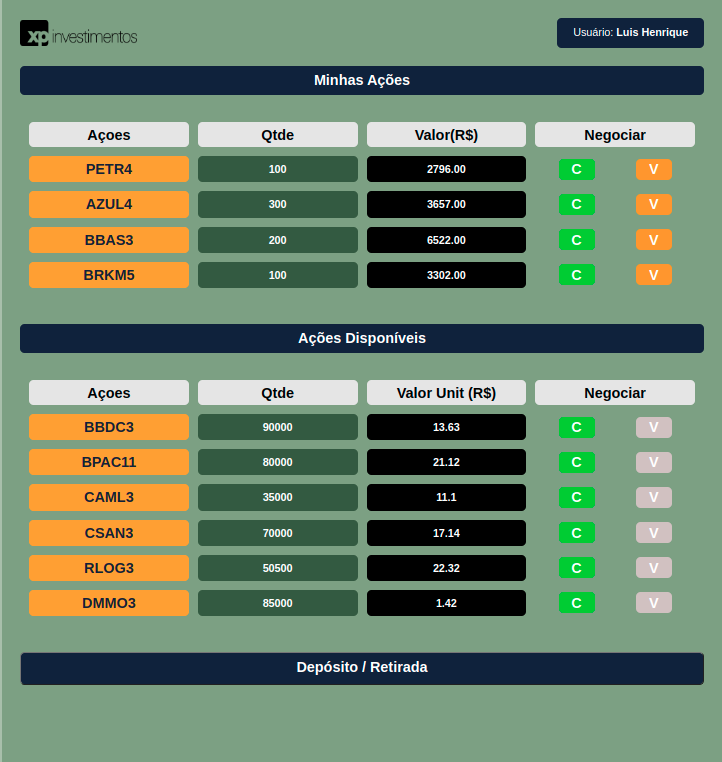 xp investimentos
Usuário: Luis Henrique
Minhas Ações
Açoes Qtde Valor(R$) Negociar
PETR4 100 2796.00 C V
AZUL4 300 3657.00 C V
BBAS3 200 6522.00 C V
BRKM5 100 3302.00 C V
Ações Disponíveis
Açoes Qtde Valor Unit (R$) Negociar
BBDC3 90000 13.63 C V
BPAC11 80000 21.12 C V
CAML3 35000 11.1 C V
CSAN3 70000 17.14 C V
RLOG3 50500 22.32 C V
DMMO3 85000 1.42 C V
Depósito / Retirada